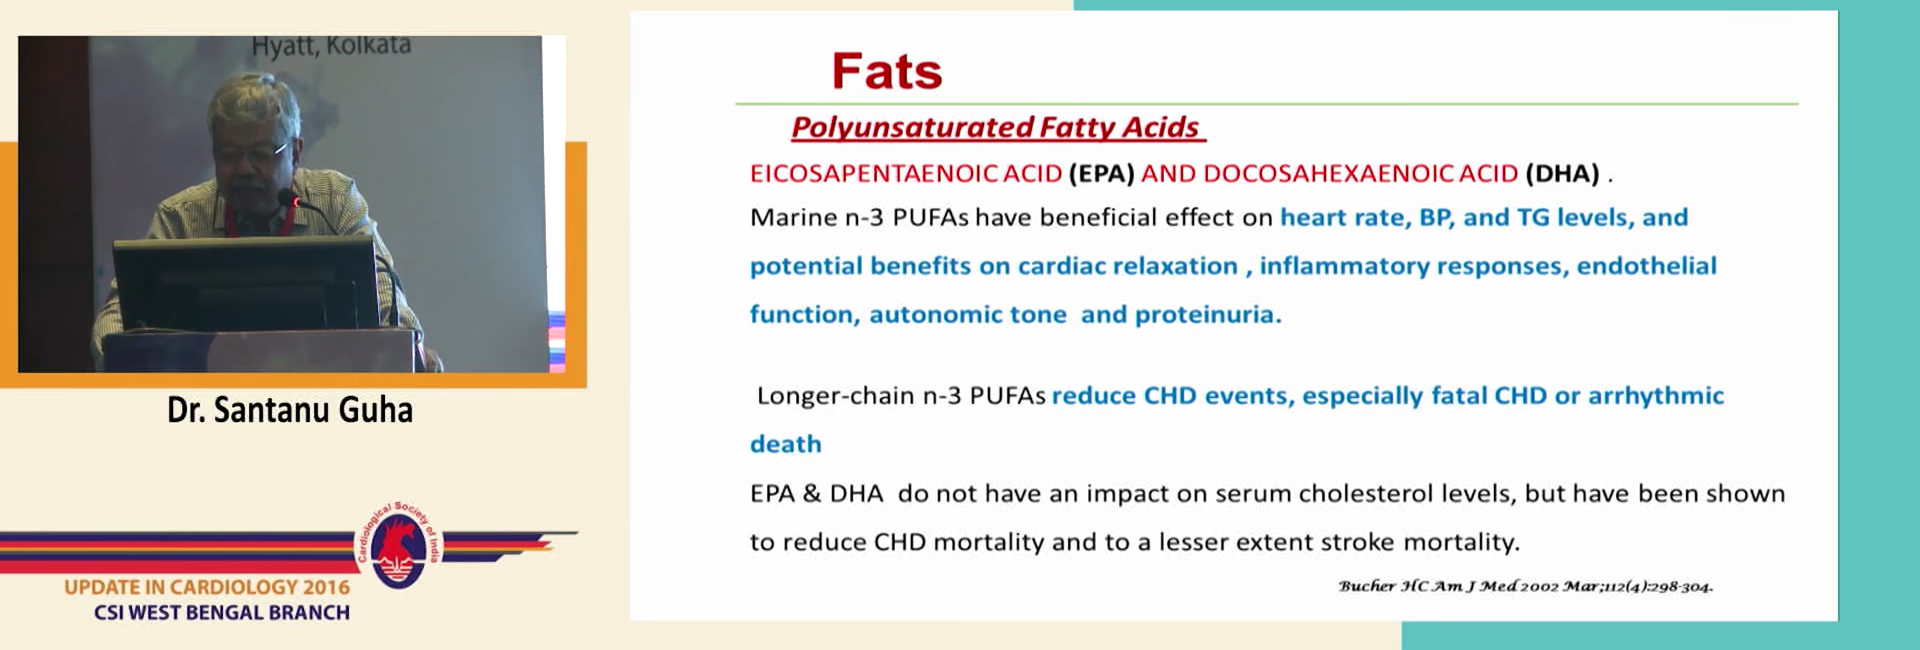 Hyatt, Kolkata
Dr. Santanu Guha
Cardiological Society of India
UPDATE IN CARDIOLOGY 2016
CSI WEST BENGAL BRANCH
Fats
Polyunsaturated Fatty Acids
EICOSAPENTAENOIC ACID (EPA) AND DOCOSAHEXAENOIC ACID (DHA) .
Marine n-3 PUFAs have beneficial effect on heart rate, BP, and TG levels, and
potential benefits on cardiac relaxation , inflammatory responses, endothelial
function, autonomic tone and proteinuria.
Longer-chain n-3 PUFAs reduce CHD events, especially fatal CHD or arrhythmic
death
EPA & DHA do not have an impact on serum cholesterol levels, but have been shown
to reduce CHD mortality and to a lesser extent stroke mortality.
Bucher HC Am J Med 2002 Mar;112(4):298-304.